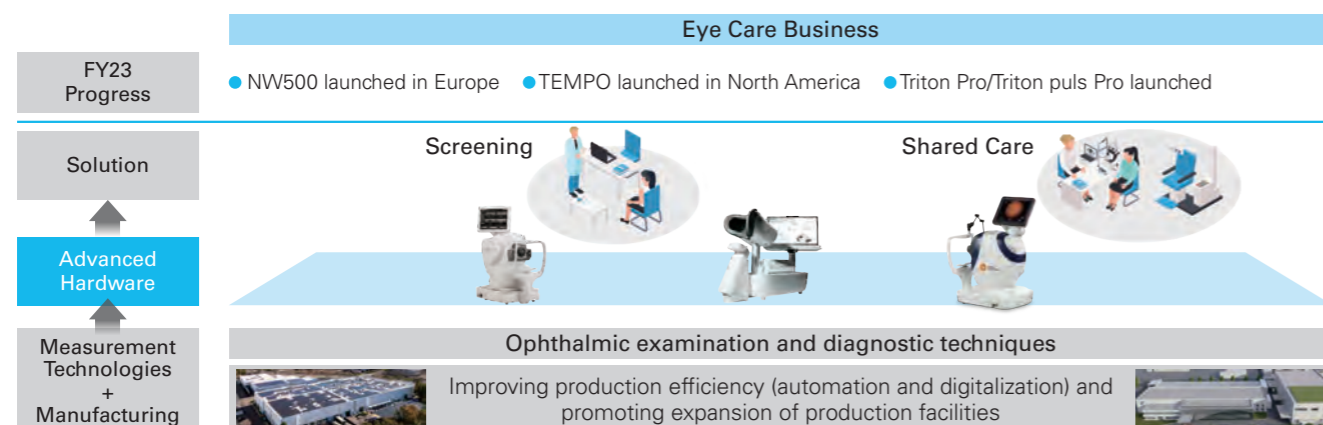 Eye Care Business
FY23
Progress
NW500 launched in Europe
TEMPO launched in North America
Triton Pro/Triton puls Pro launched
Solution
Screening
Shared Care
Advanced
Hardware
Measurement
Technologies
+
Manufacturing
Ophthalmic examination and diagnostic techniques
Improving production efficiency (automation and digitalization) and
promoting expansion of production facilities